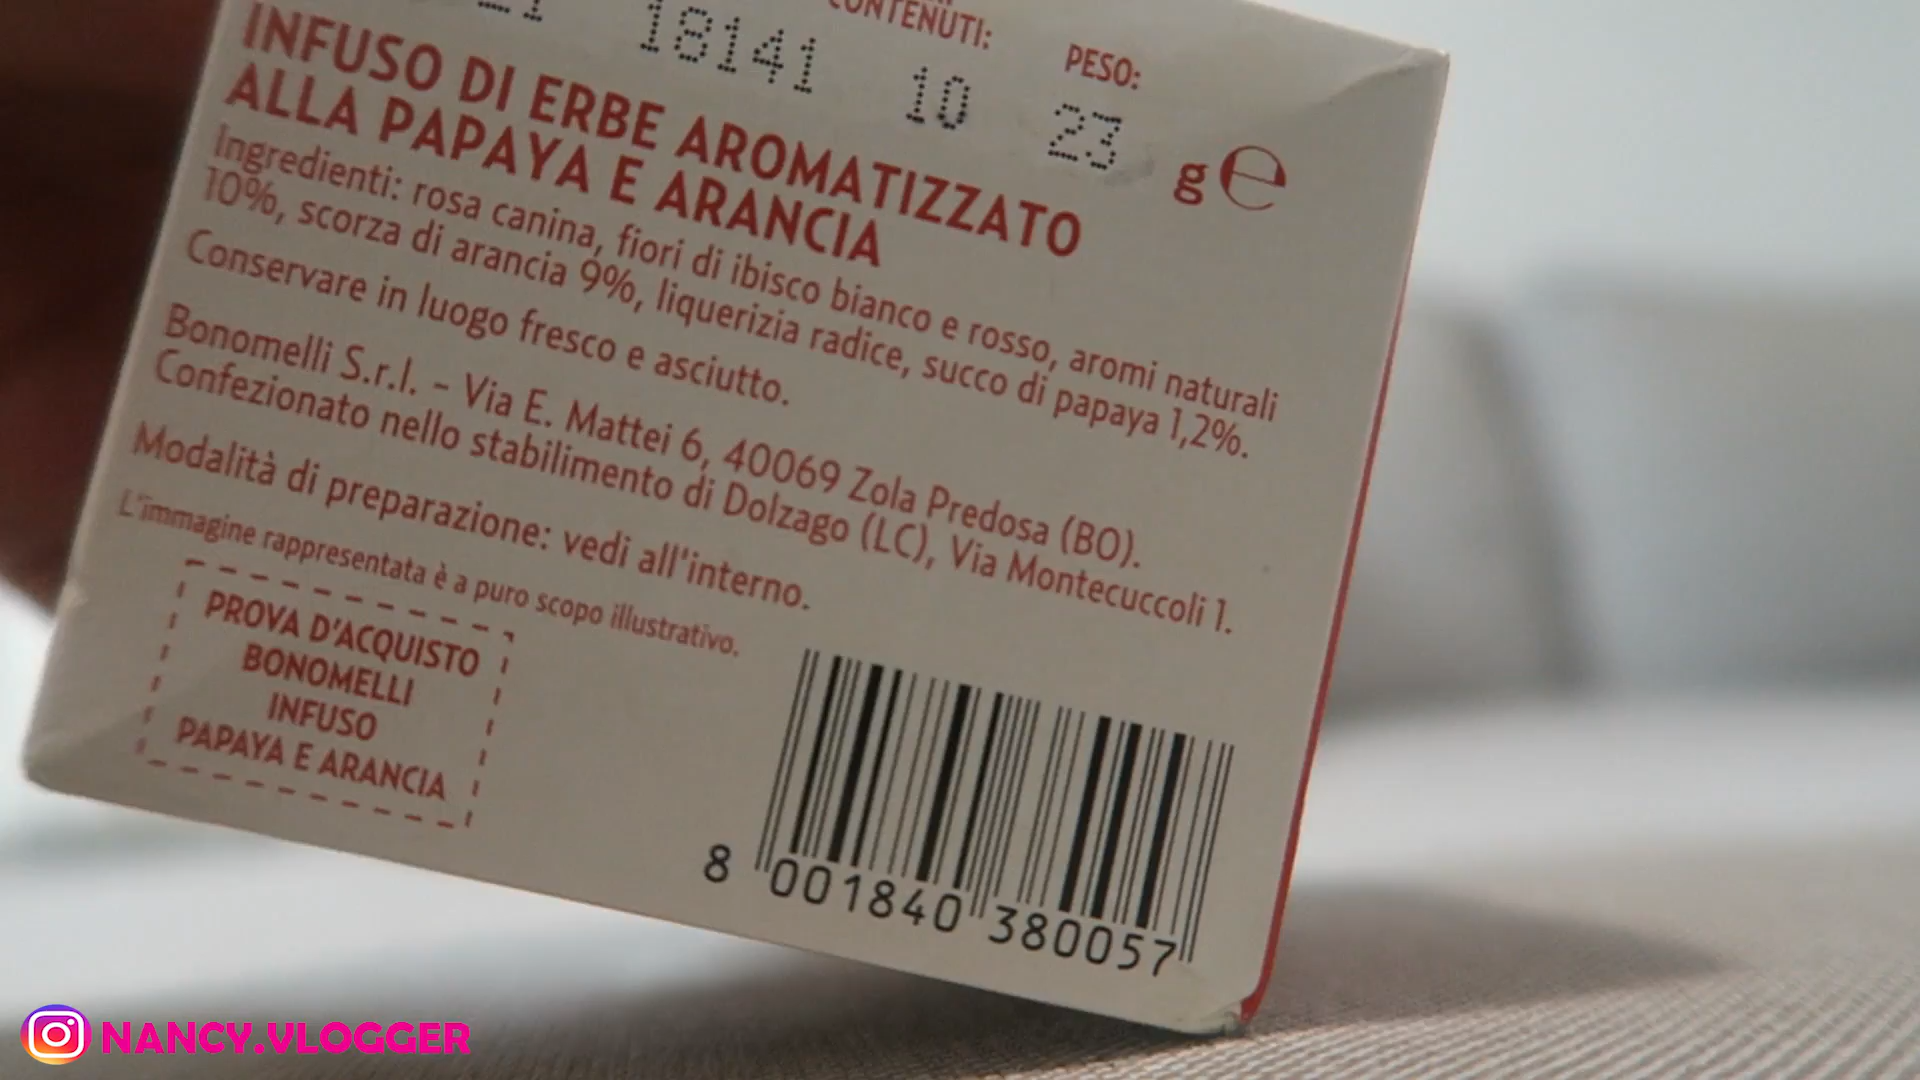 18141 10 23
CONTENUTI: PESO:
g℮
INFUSO DI ERBE AROMATIZZATO
ALLA PAPAYA E ARANCIA
Ingredienti: rosa canina, fiori di ibisco bianco e rosso, aromi naturali
10%, scorza di arancia 9%, liquerizia radice, succo di papaya 1,2%.
Conservare in luogo fresco e asciutto.
Bonomelli S.r.l. - Via E. Mattei 6, 40069 Zola Predosa (BO).
Confezionato nello stabilimento di Dolzago (LC), Via Montecuccoli 1.
Modalità di preparazione: vedi all'interno.
L'immagine rappresentata è a puro scopo illustrativo.
PROVA D'ACQUISTO
BONOMELLI
INFUSO
PAPAYA E ARANCIA
8 001840 380057
NANCY.VLOGGER